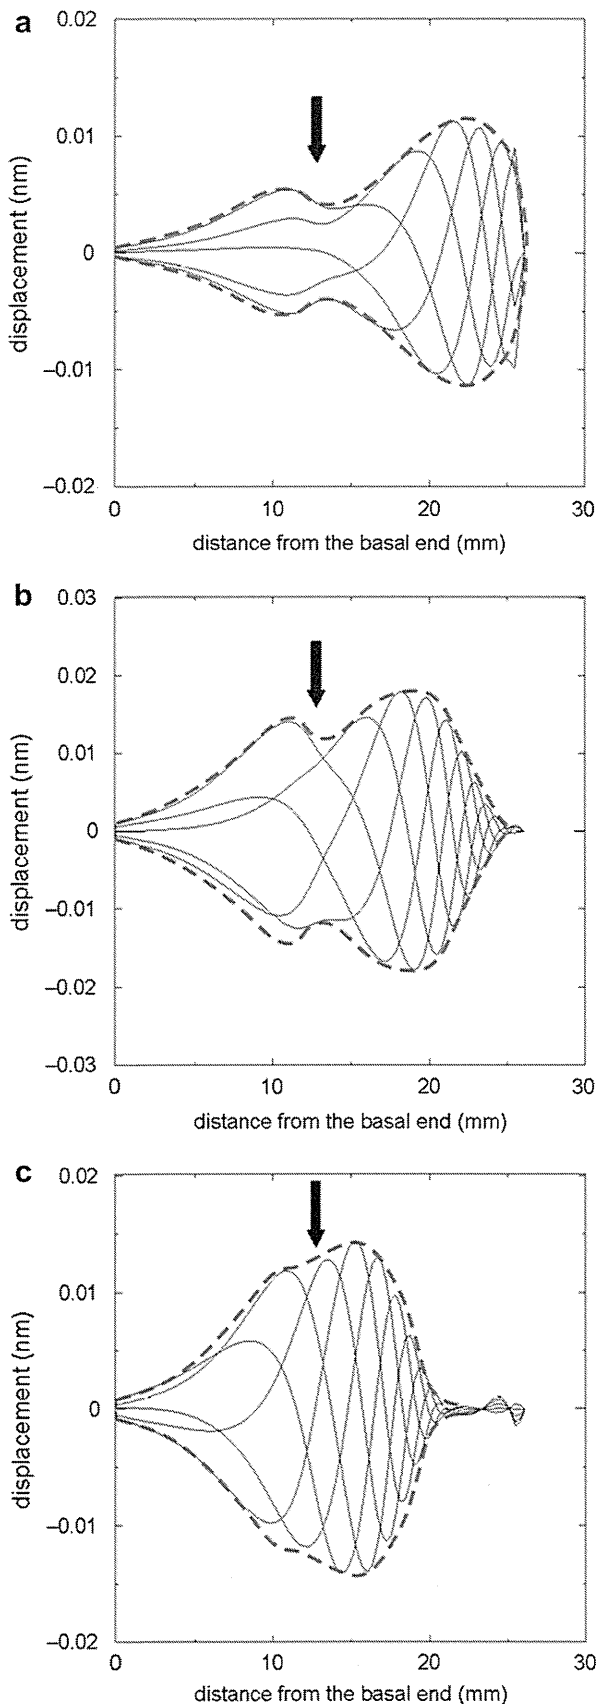 a
0.02
0.01
0
–0.01
–0.02
displacement (nm)
0 10 20 30
distance from the basal end (mm)
b
0.03
0.02
0.01
0
–0.01
–0.02
–0.03
displacement (nm)
0 10 20 30
distance from the basal end (mm)
c
0.02
0.01
0
–0.01
–0.02
displacement (nm)
0 10 20 30
distance from the basal end (mm)